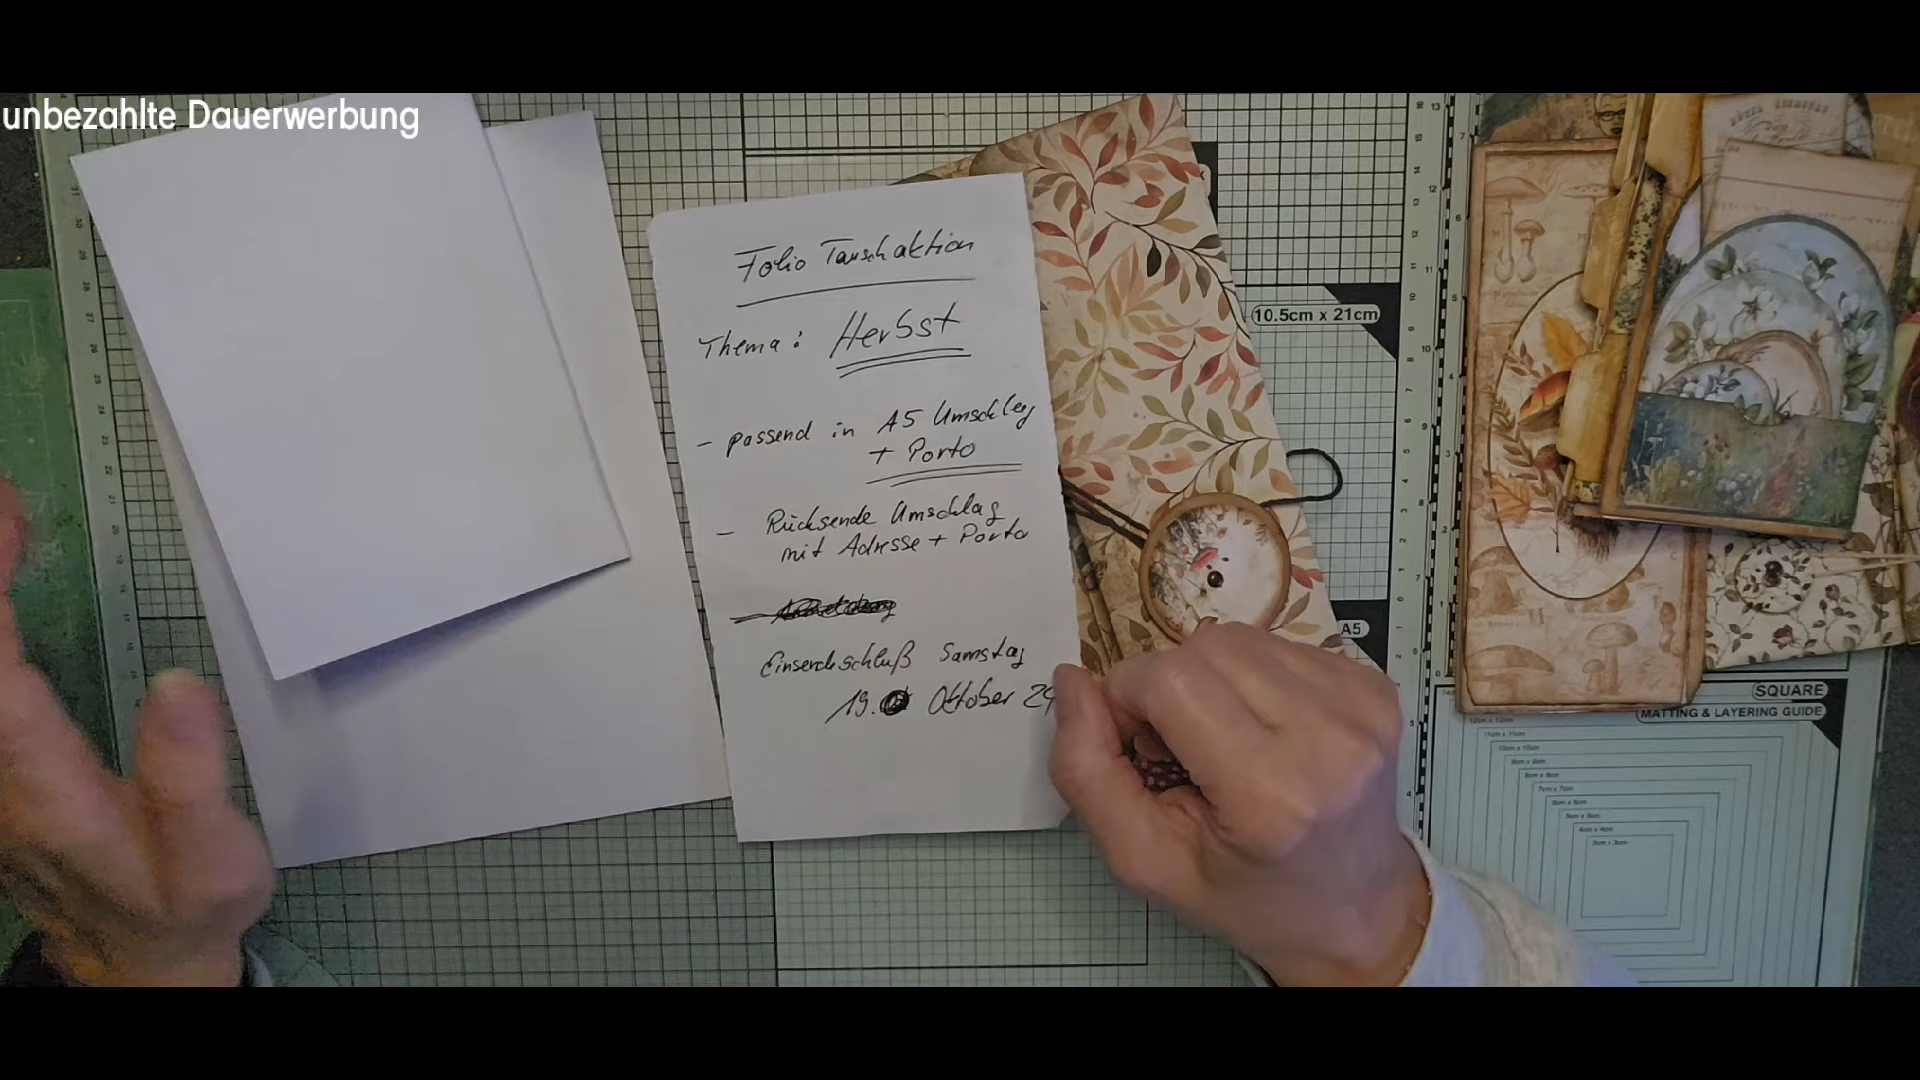 unbezahlte Dauerwerbung
Folio Tauschaktion
Thema: Herbst
- passend in A5 Umschlag
+ Porto
- Rücksende Umschlag
mit Adresse + Porto
Einsendeschluß Samstag
19. Oktober 24
10.5cm x 21cm
A5
SQUARE
MATTING & LAYERING GUIDE